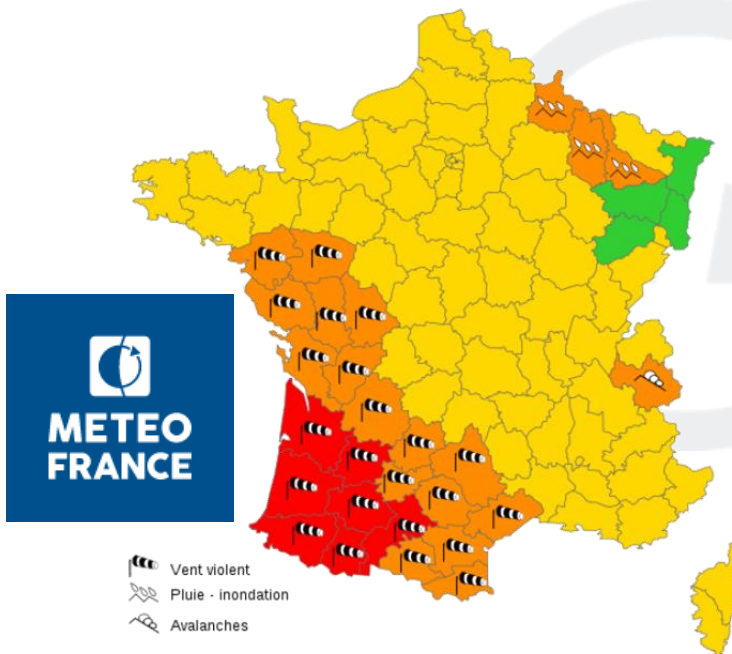 METEO
FRANCE
Vent violent
Pluie - inondation
Avalanches